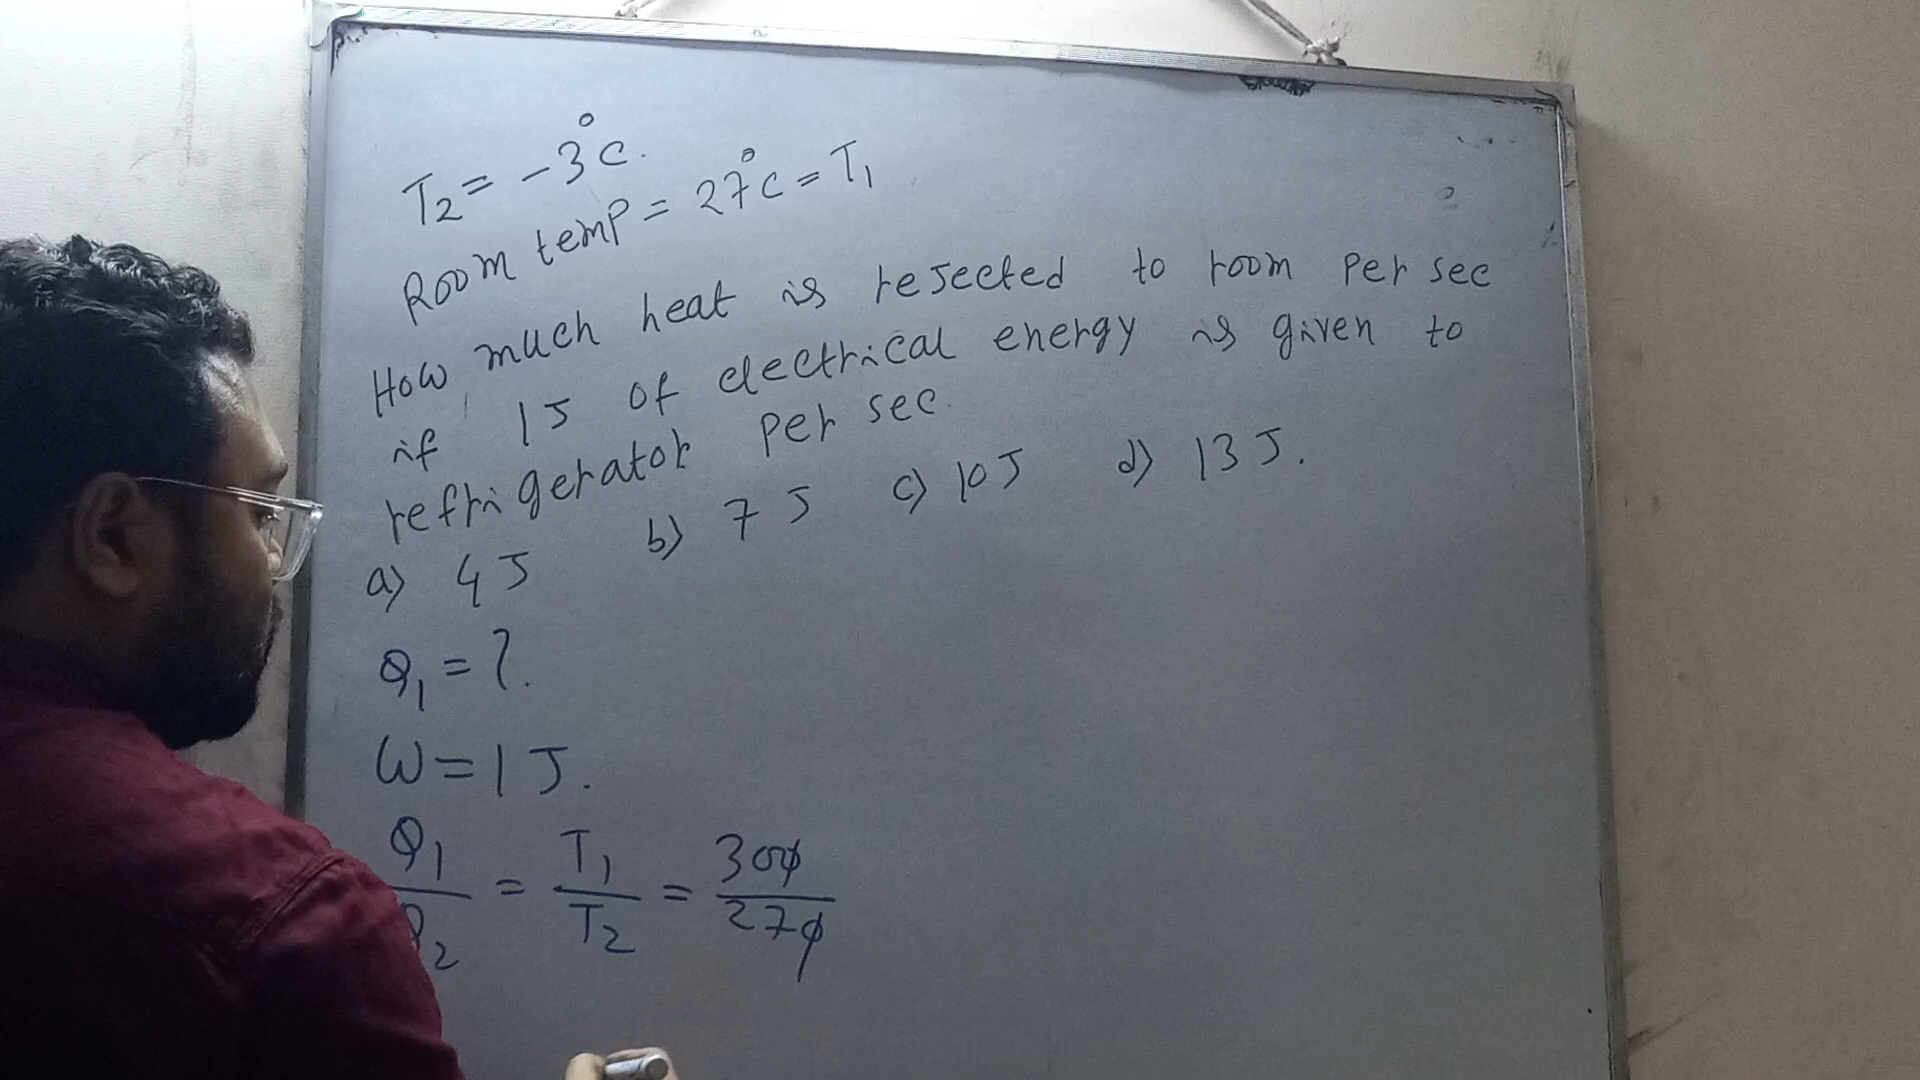 T₂ = -3°C.
Room temp = 27°C = T₁
How much heat is rejected to room per sec
if 1J of electrical energy is given to
refrigerator per sec.
a) 4J b) 7J c) 10J d) 13J.
Q₁ = ?
W = 1J.
Q₁/Q₂ = T₁/T₂ = 300/270